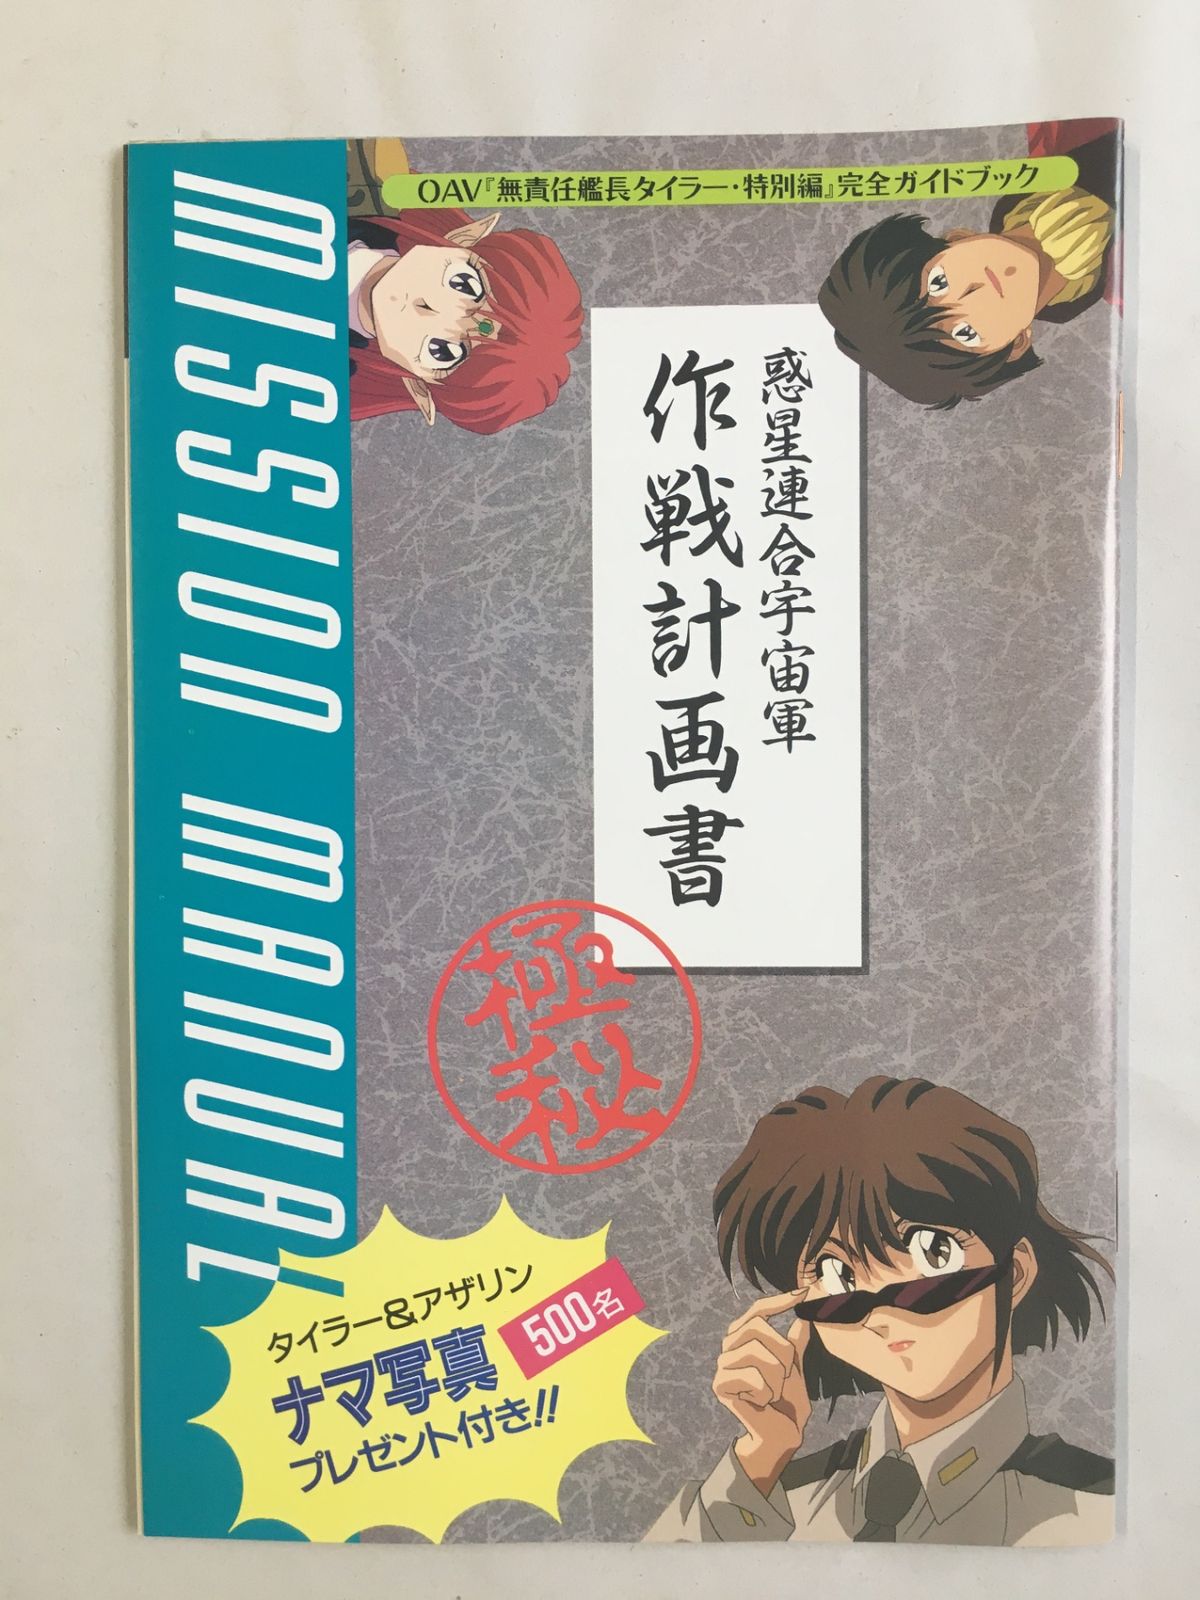 OAV『無責任艦長タイラー・特別編』完全ガイドブック
MISSION MANUAL
惑星連合宇宙軍
作戦計画書
極秘
タイラー&アザリン
ナマ写真
500名
プレゼント付き!!